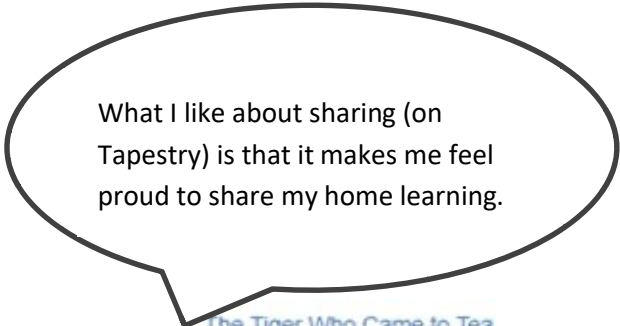 What I like about sharing (on
Tapestry) is that it makes me feel
proud to share my home learning.
The Tiger Who Came to Tea